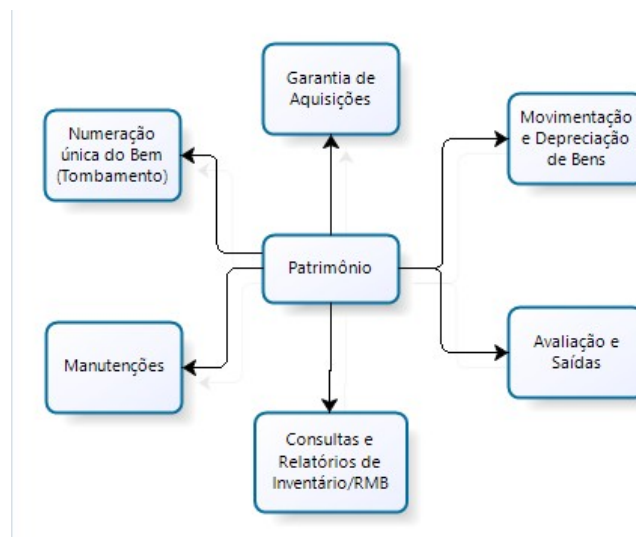 Garantia de
Aquisições
Numeração
única do Bem
(Tombamento)
Movimentação
e Depreciação
de Bens
Patrimônio
Manutenções
Avaliação e
Saídas
Consultas e
Relatórios de
Inventário/RMB